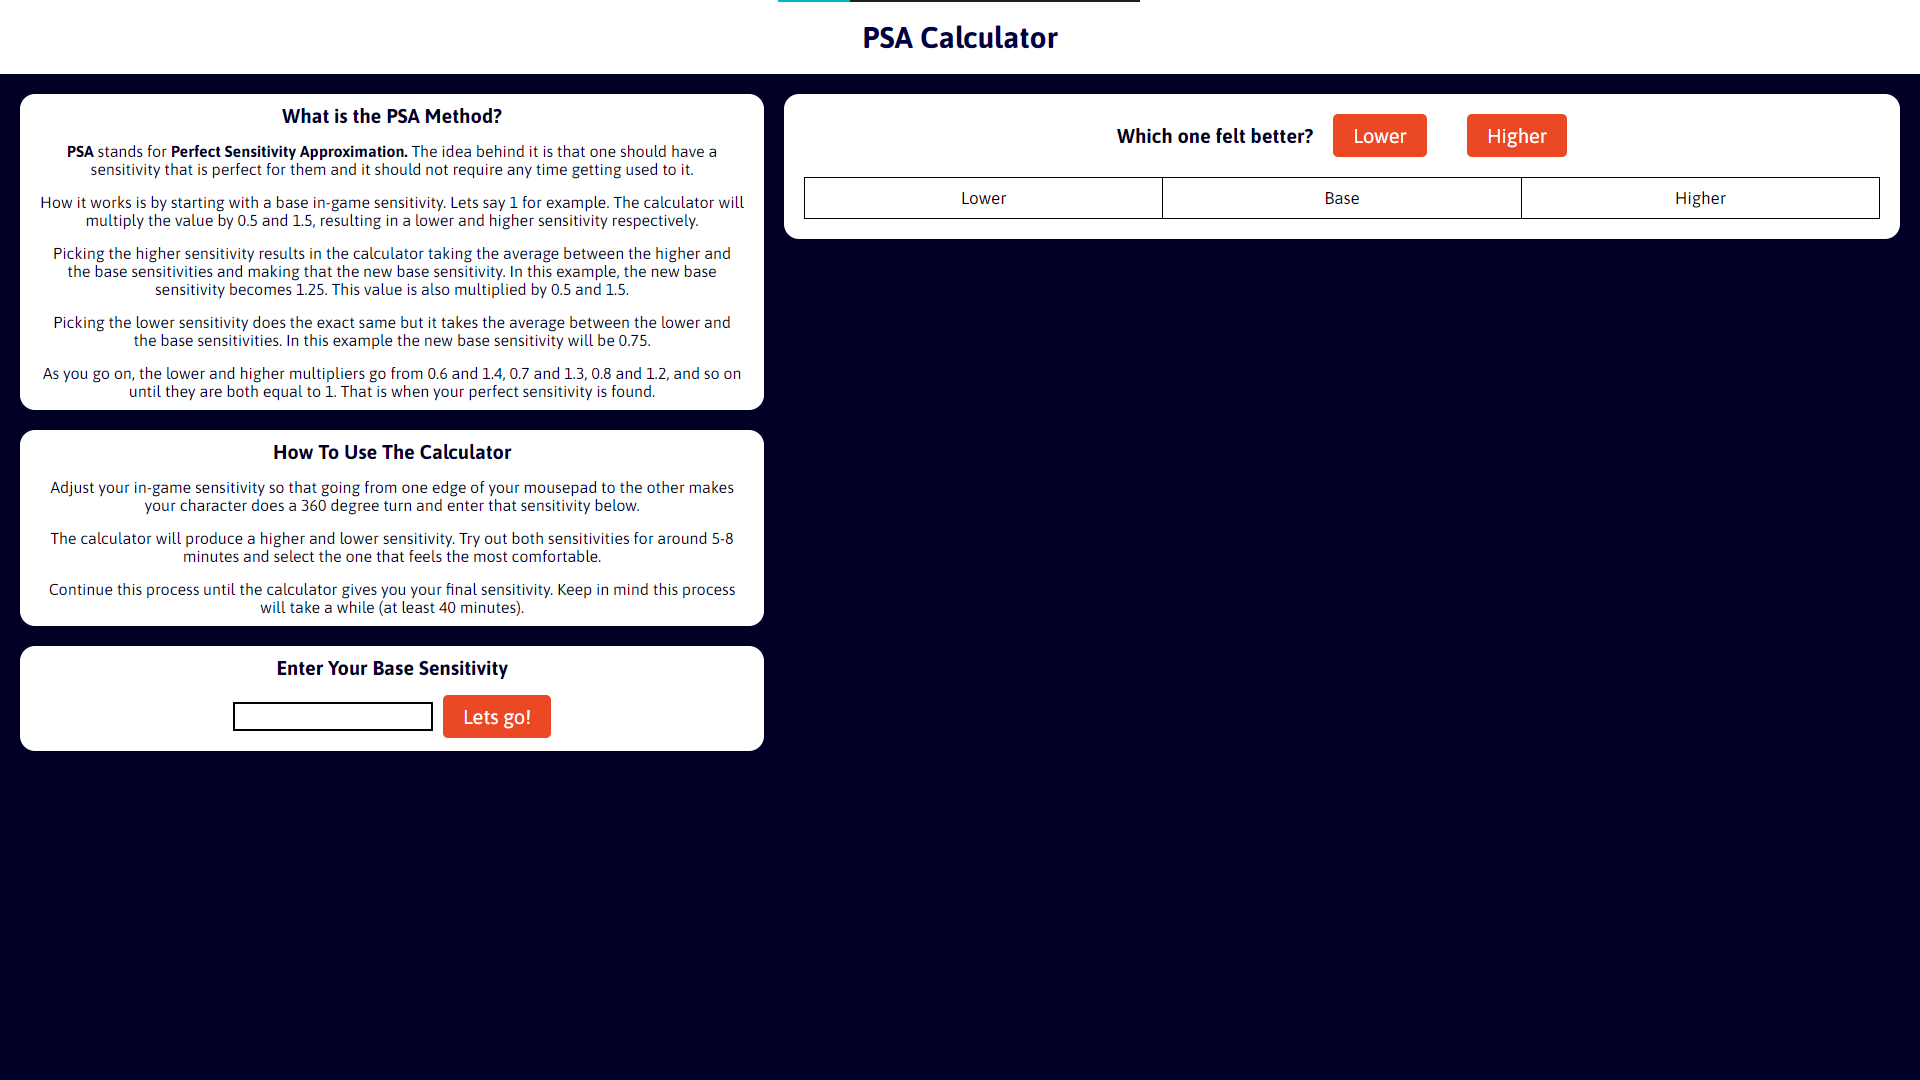 PSA Calculator
What is the PSA Method?
PSA stands for Perfect Sensitivity Approximation. The idea behind it is that one should have a
sensitivity that is perfect for them and it should not require any time getting used to it.
How it works is by starting with a base in-game sensitivity. Lets say 1 for example. The calculator will
multiply the value by 0.5 and 1.5, resulting in a lower and higher sensitivity respectively.
Picking the higher sensitivity results in the calculator taking the average between the higher and
the base sensitivities and making that the new base sensitivity. In this example, the new base
sensitivity becomes 1.25. This value is also multiplied by 0.5 and 1.5.
Picking the lower sensitivity does the exact same but it takes the average between the lower and
the base sensitivities. In this example the new base sensitivity will be 0.75.
As you go on, the lower and higher multipliers go from 0.6 and 1.4, 0.7 and 1.3, 0.8 and 1.2, and so on
until they are both equal to 1. That is when your perfect sensitivity is found.
How To Use The Calculator
Adjust your in-game sensitivity so that going from one edge of your mousepad to the other makes
your character does a 360 degree turn and enter that sensitivity below.
The calculator will produce a higher and lower sensitivity. Try out both sensitivities for around 5-8
minutes and select the one that feels the most comfortable.
Continue this process until the calculator gives you your final sensitivity. Keep in mind this process
will take a while (at least 40 minutes).
Enter Your Base Sensitivity
Lets go!
Which one felt better? Lower Higher
Lower Base Higher